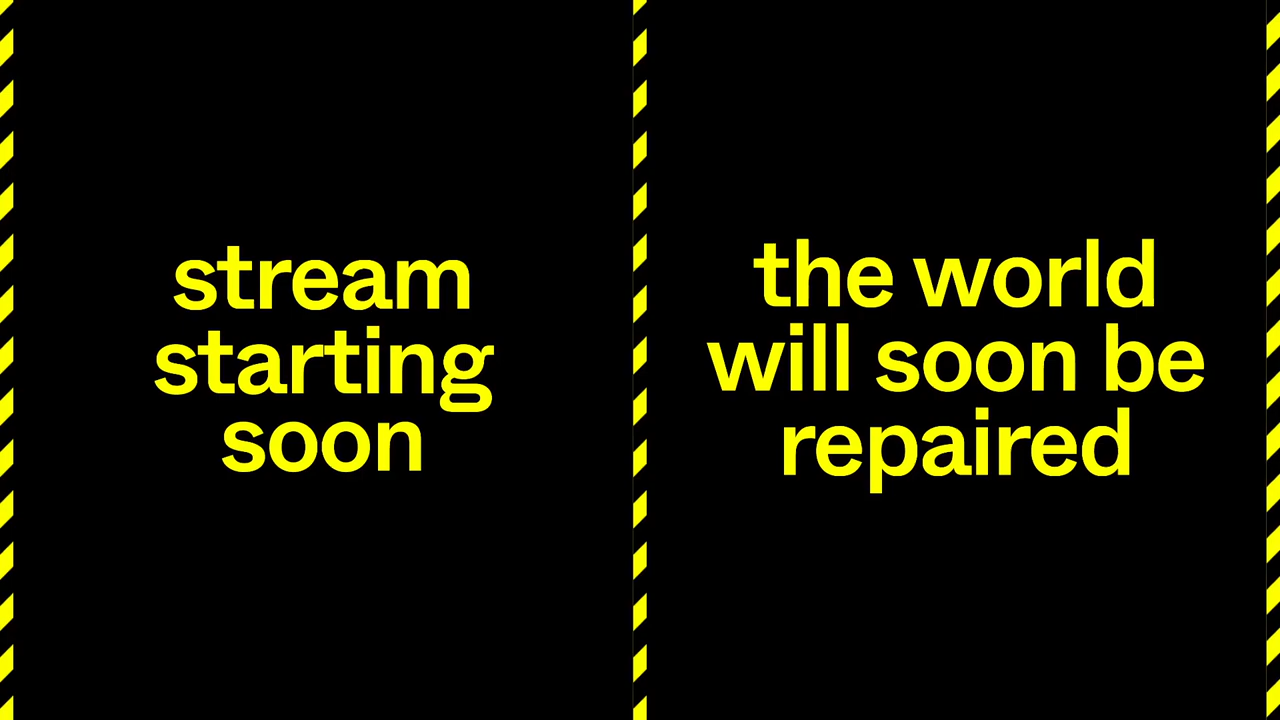 stream
starting
soon
the world
will soon be
repaired